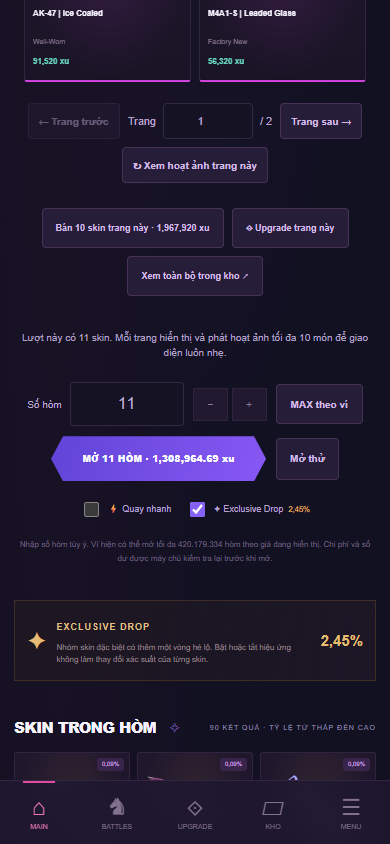 AK-47 | Ice Coaled
M4A1-S | Leaded Glass
Well-Worn
Factory New
91,520 xu
56,320 xu
← Trang trước
Trang
1
/ 2
Trang sau →
↻ Xem hoạt ảnh trang này
Bán 10 skin trang này · 1,967,920 xu
Upgrade trang này
Xem toàn bộ trong kho ↗
Lượt này có 11 skin. Mỗi trang hiển thị và phát hoạt ảnh tối đa 10 món để giao
diện luôn nhẹ.
Số hòm
11
−
+
MAX theo ví
MỞ 11 HÒM · 1,308,964.69 xu
Mở thử
⚡ Quay nhanh
✦ Exclusive Drop 2,45%
Nhập số hòm tùy ý. Ví hiện có thể mở tối đa 420.179.334 hòm theo giá đang hiển thị. Chi phí và số
dư được máy chủ kiểm tra lại trước khi mở.
EXCLUSIVE DROP
Nhóm skin đặc biệt có thêm một vòng hé lộ. Bật hoặc tắt hiệu ứng
không làm thay đổi xác suất của từng skin.
2,45%
SKIN TRONG HÒM
90 KẾT QUẢ · TỶ LỆ TỪ THẤP ĐẾN CAO
0,09%
0,09%
0,09%
MAIN
BATTLES
UPGRADE
KHO
MENU